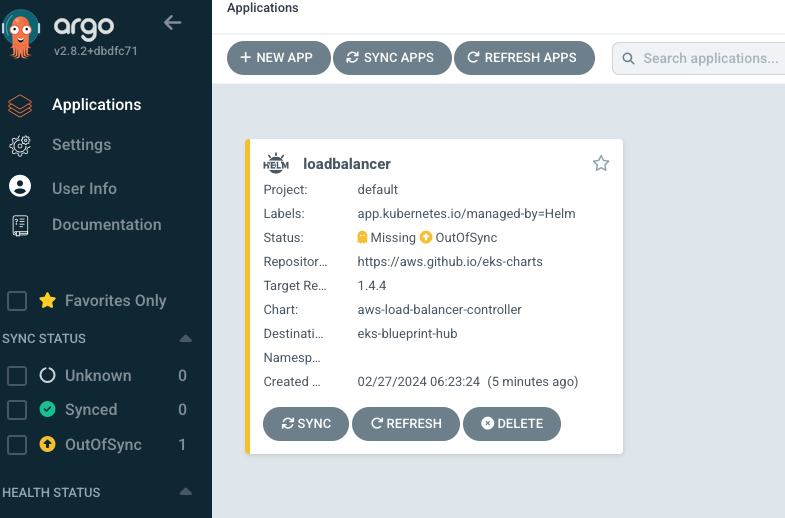 argo
v2.8.2+dbdfc71
Applications
Settings
User Info
Documentation
Favorites Only
SYNC STATUS
Unknown 0
Synced 0
OutOfSync 1
HEALTH STATUS
Applications
+ NEW APP
SYNC APPS
REFRESH APPS
Search applications...
HELM
loadbalancer
Project: default
Labels: app.kubernetes.io/managed-by=Helm
Status: Missing OutOfSync
Repositor... https://aws.github.io/eks-charts
Target Re... 1.4.4
Chart: aws-load-balancer-controller
Destinati... eks-blueprint-hub
Namesp...
Created ... 02/27/2024 06:23:24 (5 minutes ago)
SYNC
REFRESH
DELETE